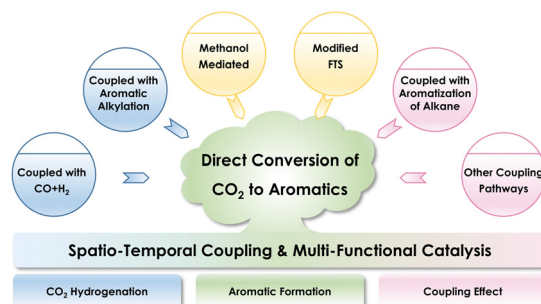 Methanol
Mediated
Modified
FTS
Coupled with
Aromatic
Alkylation
Coupled with
Aromatization
of Alkane
Coupled with
CO+H₂
Direct Conversion of
CO₂ to Aromatics
Other Coupling
Pathways
Spatio-Temporal Coupling & Multi-Functional Catalysis
CO₂ Hydrogenation
Aromatic Formation
Coupling Effect